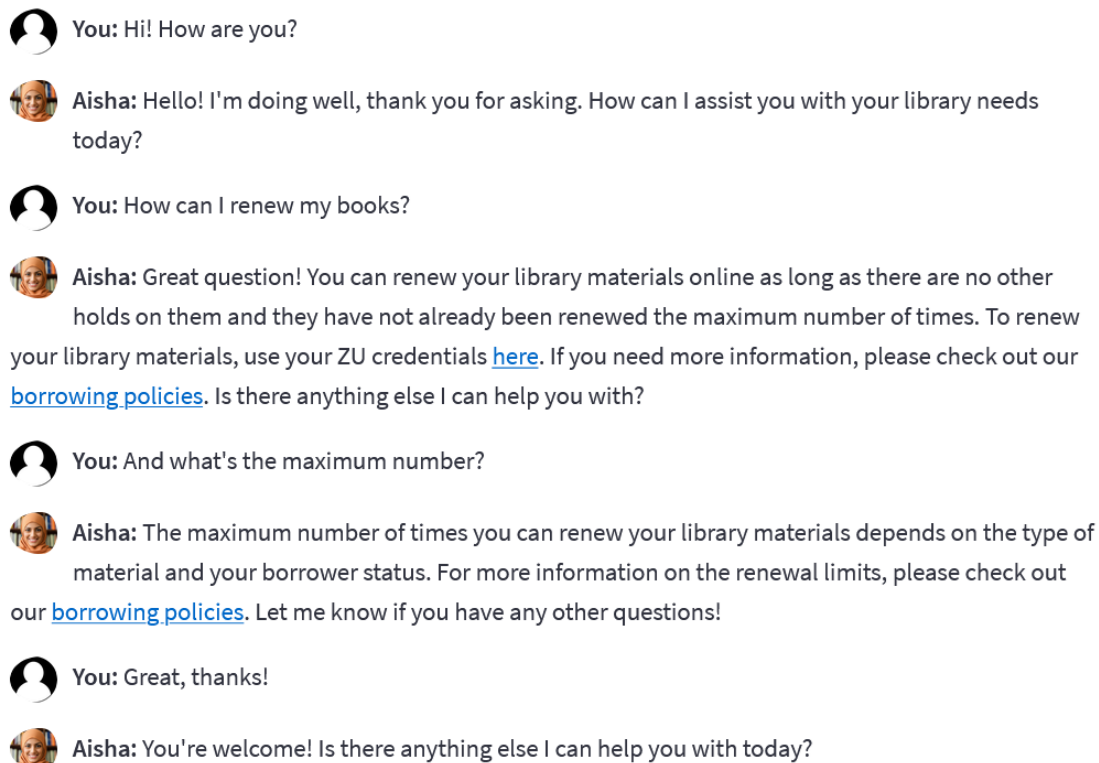 You: Hi! How are you?
Aisha: Hello! I'm doing well, thank you for asking. How can I assist you with your library needs
today?
You: How can I renew my books?
Aisha: Great question! You can renew your library materials online as long as there are no other
holds on them and they have not already been renewed the maximum number of times. To renew
your library materials, use your ZU credentials here. If you need more information, please check out our
borrowing policies. Is there anything else I can help you with?
You: And what's the maximum number?
Aisha: The maximum number of times you can renew your library materials depends on the type of
material and your borrower status. For more information on the renewal limits, please check out
our borrowing policies. Let me know if you have any other questions!
You: Great, thanks!
Aisha: You're welcome! Is there anything else I can help you with today?